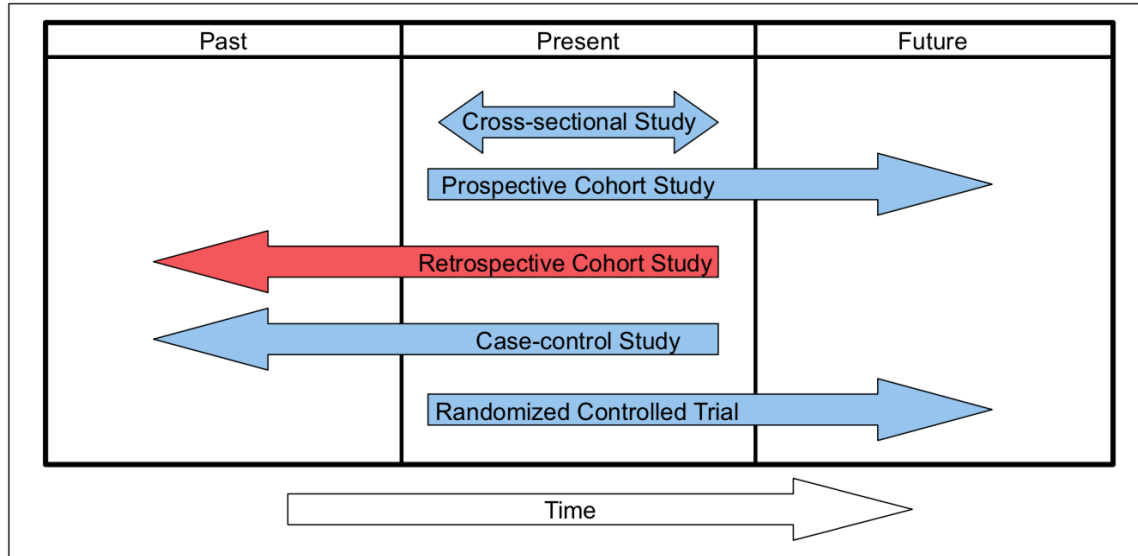 Past
Present
Future
Cross-sectional Study
Prospective Cohort Study
Retrospective Cohort Study
Case-control Study
Randomized Controlled Trial
Time